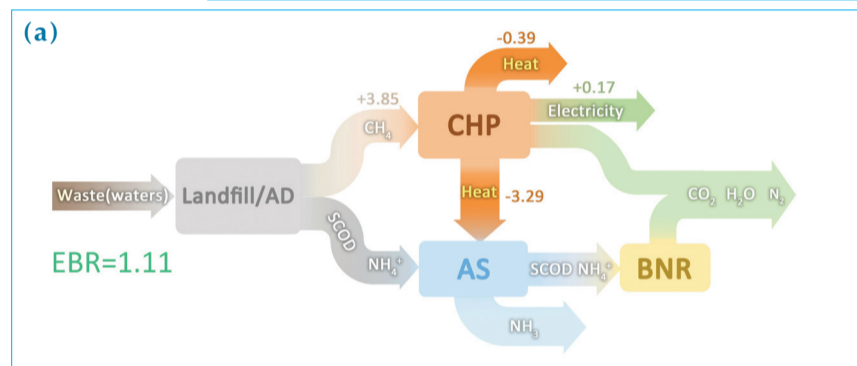 (a)
-0.39
Heat
+3.85
+0.17
CH₄
CHP
Electricity
Waste(waters)
Landfill/AD
Heat
-3.29
CO₂ H₂O N₂
SCOD
EBR=1.11
NH₄⁺
AS
SCOD NH₄⁺
BNR
NH₃